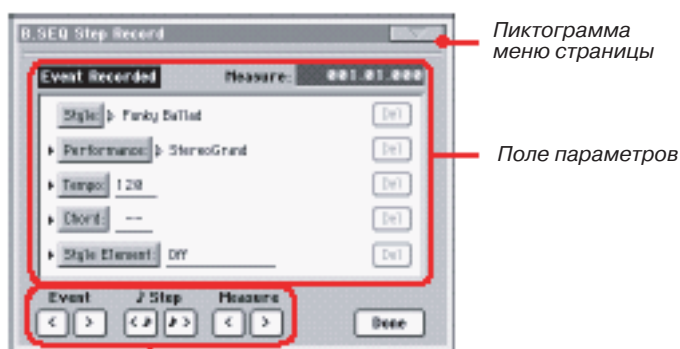 B.SEQ Step Record
Пиктограмма
меню страницы
Event Recorded Measure: 001.01.000
Style: Funky Ballad Del
Performance: StereoGrand Del
Поле параметров
Tempo: 120 Del
Chord: -- Del
Style Element: Off Del
Event ♪ Step Measure
< > < ♪ ♪ > < > Done